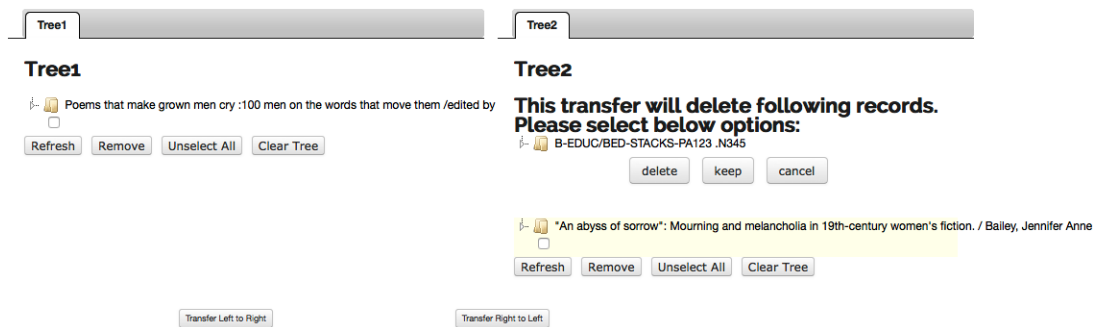 Tree1
Tree1
Poems that make grown men cry :100 men on the words that move them /edited by
Refresh Remove Unselect All Clear Tree
Tree2
Tree2
This transfer will delete following records.
Please select below options:
B-EDUC/BED-STACKS-PA123 .N345
delete keep cancel
"An abyss of sorrow": Mourning and melancholia in 19th-century women's fiction. / Bailey, Jennifer Anne
Refresh Remove Unselect All Clear Tree
Transfer Left to Right Transfer Right to Left